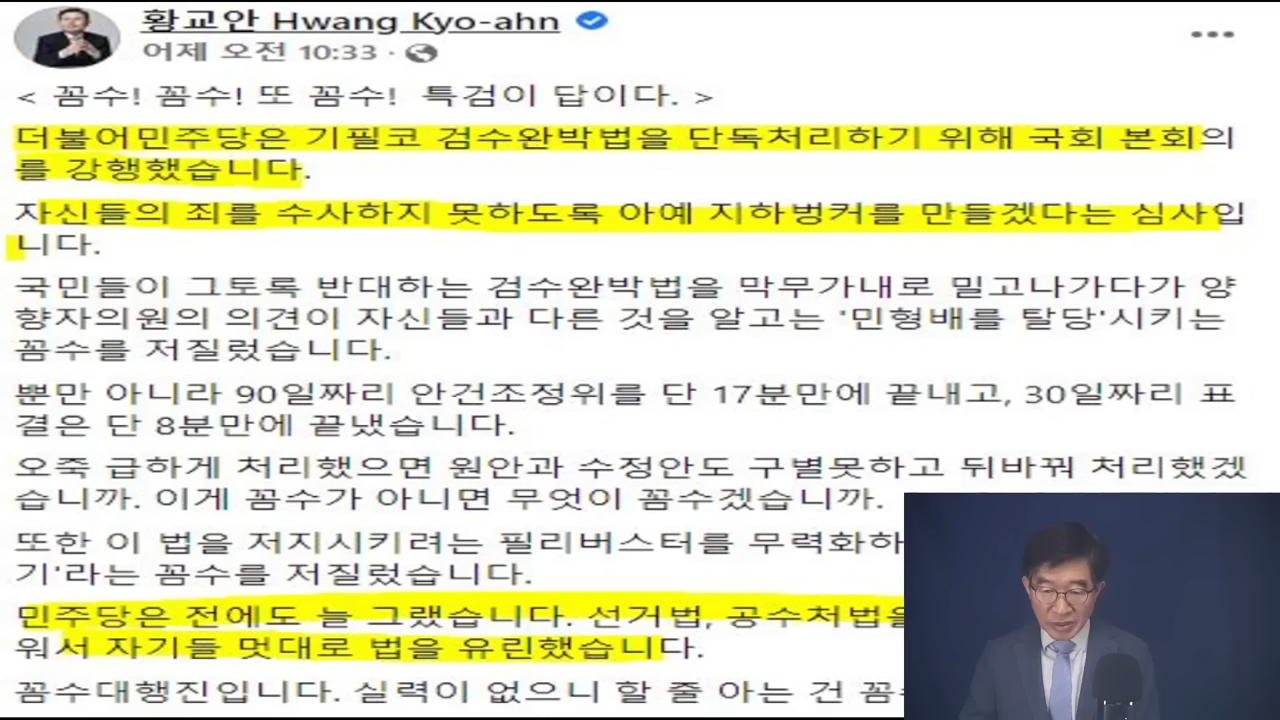 황교안 Hwang Kyo-ahn
어제 오전 10:33 ·
< 꼼수! 꼼수! 또 꼼수! 특검이 답이다. >
더불어민주당은 기필코 검수완박법을 단독처리하기 위해 국회 본회의
를 강행했습니다.
자신들의 죄를 수사하지 못하도록 아예 지하벙커를 만들겠다는 심사입
니다.
국민들이 그토록 반대하는 검수완박법을 막무가내로 밀고나가다가 양
향자의원의 의견이 자신들과 다른 것을 알고는 '민형배를 탈당'시키는
꼼수를 저질렀습니다.
뿐만 아니라 90일짜리 안건조정위를 단 17분만에 끝내고, 30일짜리 표
결은 단 8분만에 끝냈습니다.
오죽 급하게 처리했으면 원안과 수정안도 구별못하고 뒤바꿔 처리했겠
습니까. 이게 꼼수가 아니면 무엇이 꼼수겠습니까.
또한 이 법을 저지시키려는 필리버스터를 무력화하
기'라는 꼼수를 저질렀습니다.
민주당은 전에도 늘 그랬습니다. 선거법, 공수처법을
워서 자기들 멋대로 법을 유린했습니다.
꼼수대행진입니다. 실력이 없으니 할 줄 아는 건